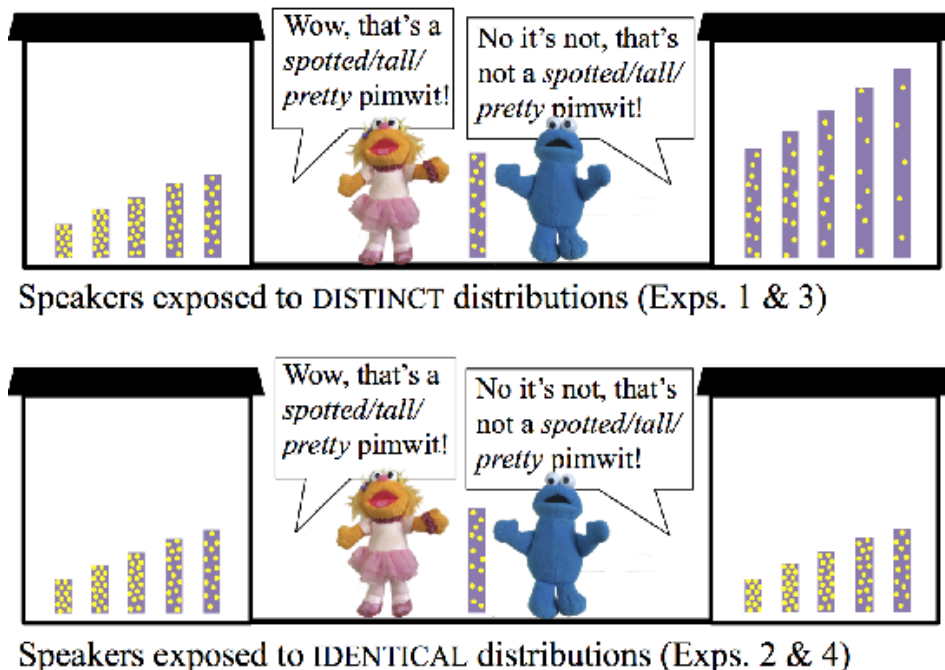 Wow, that's a
spotted/tall/
pretty pimwit!
No it's not, that's
not a spotted/tall/
pretty pimwit!
Speakers exposed to DISTINCT distributions (Exps. 1 & 3)
Wow, that's a
spotted/tall/
pretty pimwit!
No it's not, that's
not a spotted/tall/
pretty pimwit!
Speakers exposed to IDENTICAL distributions (Exps. 2 & 4)